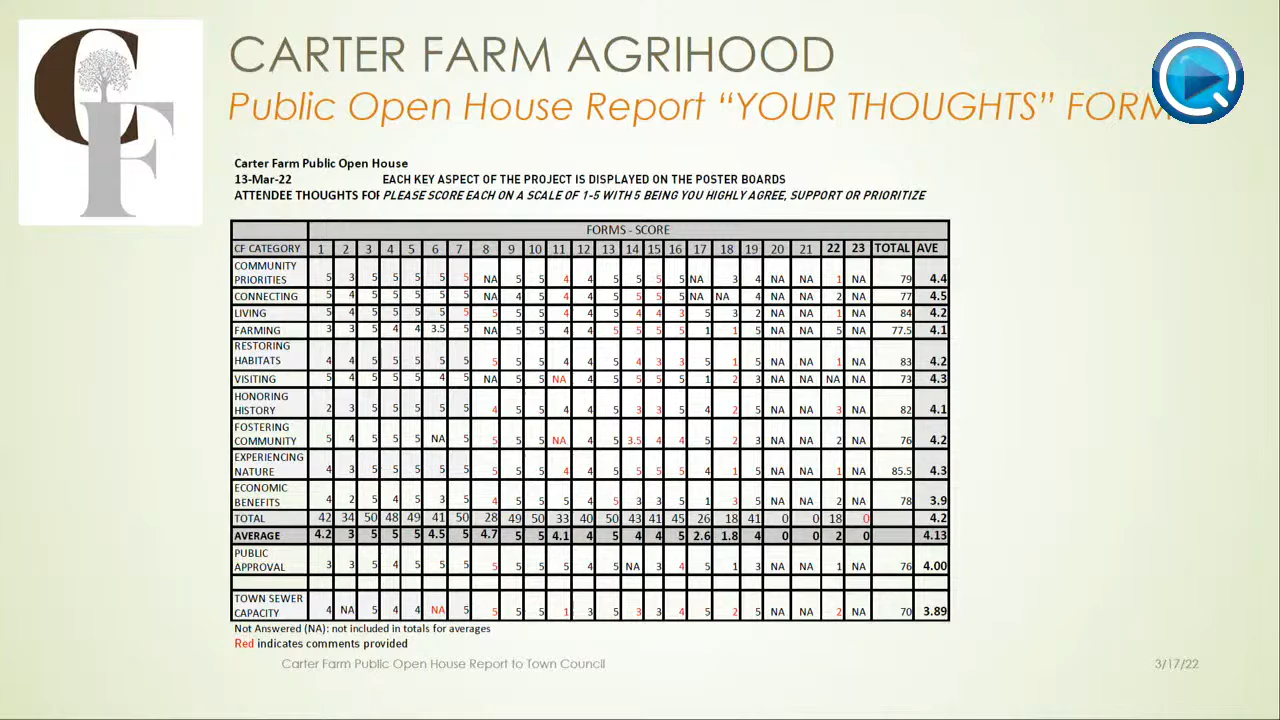 CARTER FARM AGRIHOOD
Public Open House Report “YOUR THOUGHTS” FORM
CF
Carter Farm Public Open House
13-Mar-22 EACH KEY ASPECT OF THE PROJECT IS DISPLAYED ON THE POSTER BOARDS
ATTENDEE THOUGHTS FOR PLEASE SCORE EACH ON A SCALE OF 1-5 WITH 5 BEING YOU HIGHLY AGREE, SUPPORT OR PRIORITIZE
FORMS - SCORE
CF CATEGORY 1 2 3 4 5 6 7 8 9 10 11 12 13 14 15 16 17 18 19 20 21 22 23 TOTAL AVE
COMMUNITY
PRIORITIES 5 3 5 5 5 5 5 NA 5 5 4 4 5 5 5 5 NA 3 4 NA NA 1 NA 79 4.4
CONNECTING 5 4 5 5 5 5 5 NA 4 5 4 4 5 5 5 5 NA NA 4 NA NA 2 NA 77 4.5
LIVING 5 4 5 5 5 5 5 5 5 5 4 4 5 4 4 3 5 3 2 NA NA 1 NA 84 4.2
FARMING 3 3 5 4 4 3.5 5 NA 5 5 4 4 5 5 5 5 1 1 5 NA NA 5 NA 77.5 4.1
RESTORING
HABITATS 4 4 5 5 5 5 5 5 5 5 4 4 5 4 3 3 5 1 5 NA NA 1 NA 83 4.2
VISITING 5 4 5 5 5 4 5 NA 5 5 NA 4 5 5 5 5 1 2 3 NA NA NA NA 73 4.3
HONORING
HISTORY 2 3 5 5 5 5 5 4 5 5 4 4 5 3 3 5 4 2 5 NA NA 3 NA 82 4.1
FOSTERING
COMMUNITY 5 4 5 5 5 NA 5 5 5 5 NA 4 5 3.5 4 4 5 2 3 NA NA 2 NA 76 4.2
EXPERIENCING
NATURE 4 3 5 5 5 5 5 5 5 5 4 4 5 5 5 5 4 1 5 NA NA 1 NA 85.5 4.3
ECONOMIC
BENEFITS 4 2 5 4 5 3 5 4 5 5 5 4 5 3 3 5 1 3 5 NA NA 2 NA 78 3.9
TOTAL 42 34 50 48 49 41 50 28 49 50 33 40 50 43 41 45 26 18 41 0 0 18 0 4.2
AVERAGE 4.2 3 5 5 5 4.5 5 4.7 5 5 4.1 4 5 4 4 5 2.6 1.8 4 0 0 2 0 4.13
PUBLIC
APPROVAL 3 3 5 4 5 5 5 5 5 5 5 4 5 NA 3 4 5 1 3 NA NA 1 NA 76 4.00
TOWN SEWER
CAPACITY 4 NA 5 4 4 NA 5 5 5 5 1 3 5 3 3 4 5 2 5 NA NA 2 NA 70 3.89
Not Answered (NA): not included in totals for averages
Red indicates comments provided
Carter Farm Public Open House Report to Town Council 3/17/22